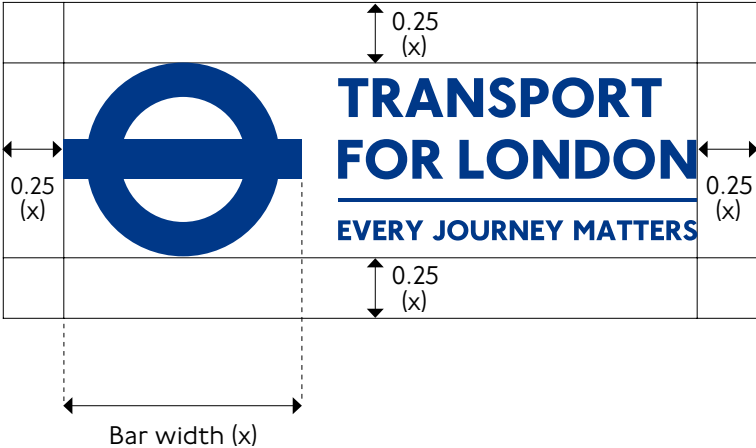 0.25
(x)
TRANSPORT
FOR LONDON
EVERY JOURNEY MATTERS
0.25
(x)
0.25
(x)
0.25
(x)
Bar width (x)